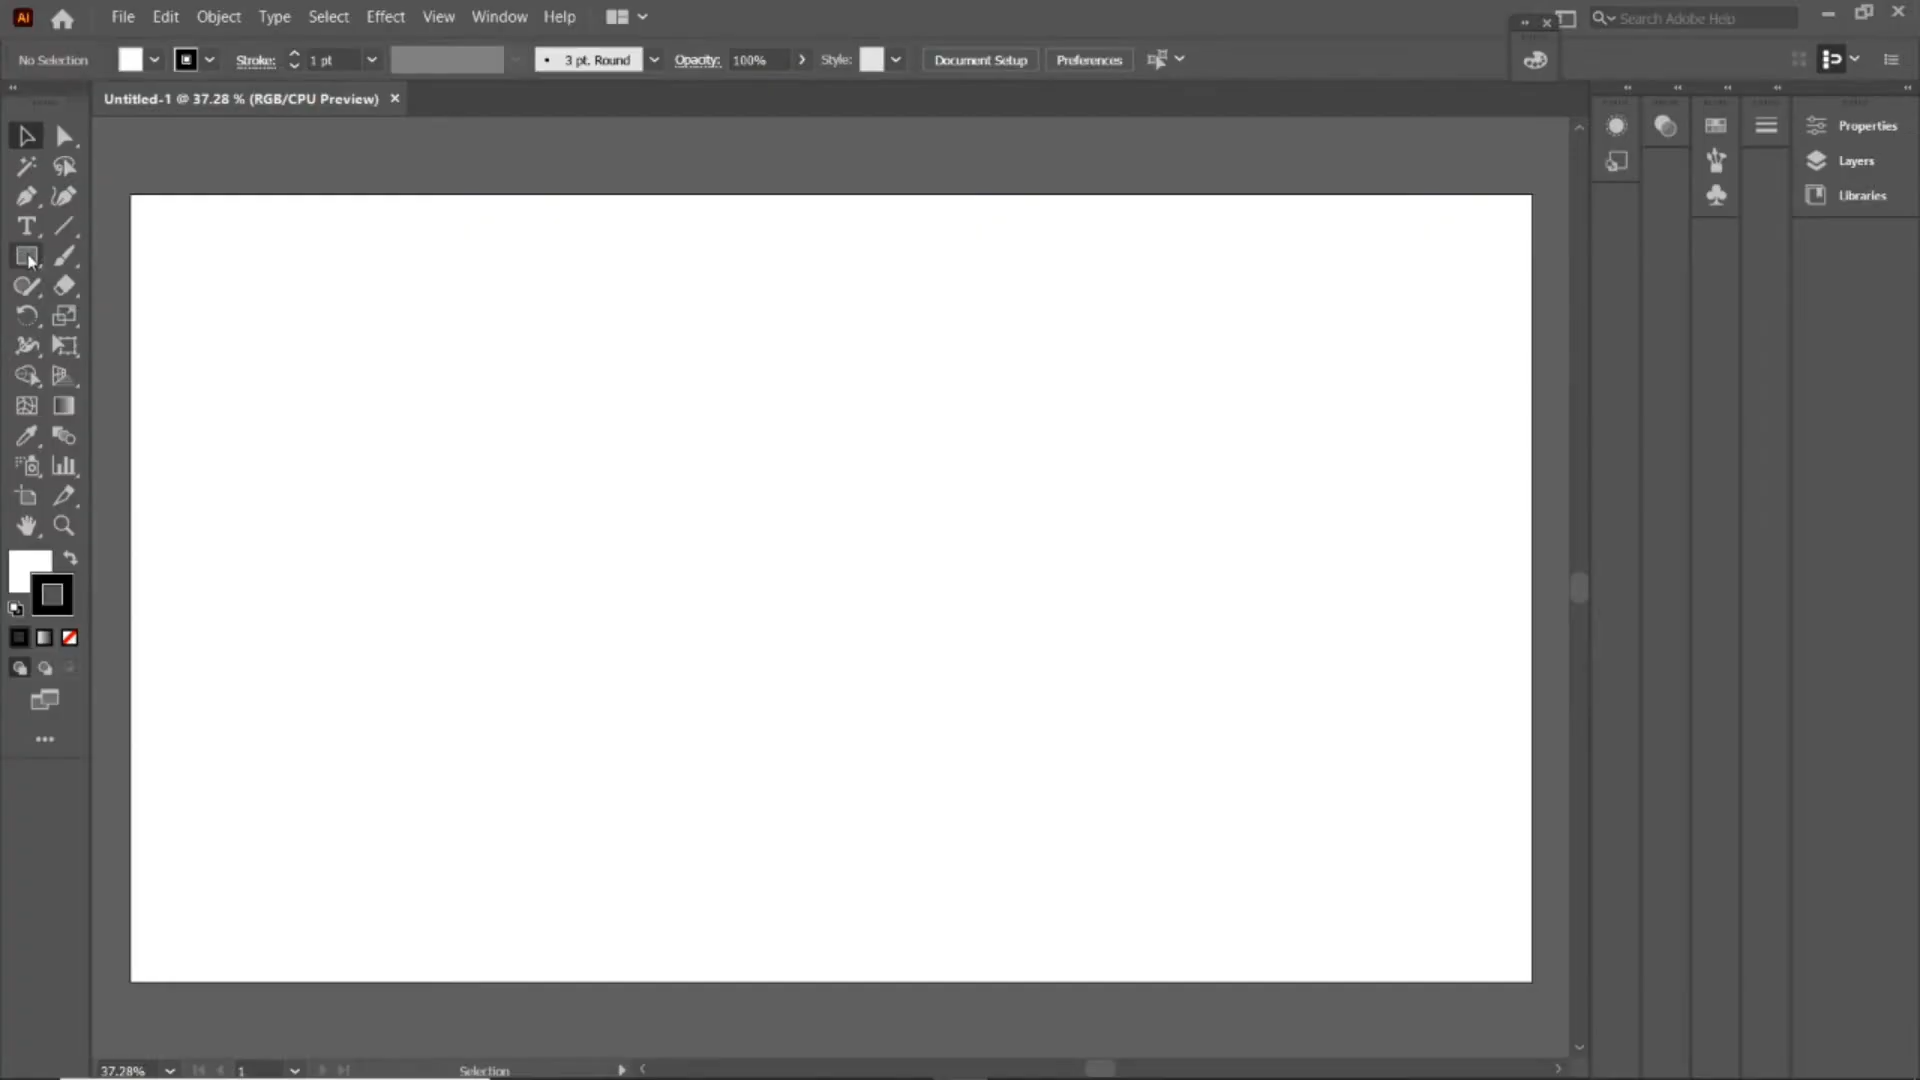 Ai File Edit Object Type Select Effect View Window Help Search Adobe Help
No Selection Stroke: 1 pt 3 pt. Round Opacity: 100% Style: Document Setup Preferences
Untitled-1 @ 37.28 % (RGB/CPU Preview)
Properties
Layers
Libraries
37.28% 1 Selection